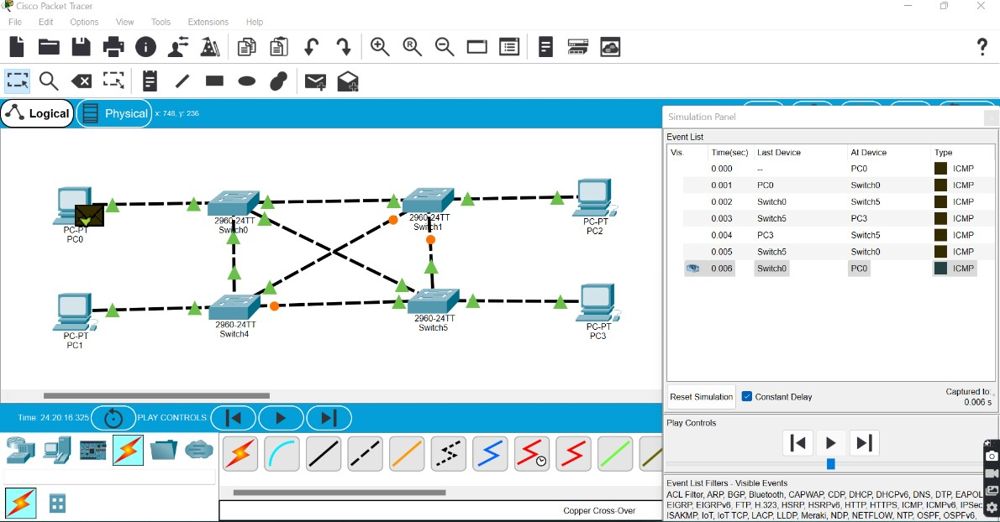 Cisco Packet Tracer
File Edit Options View Tools Extensions Help
Logical Physical x: 748, y: 236
Simulation Panel
Event List
Vis. Time(sec) Last Device At Device Type
0.000 -- PC0 ICMP
0.001 PC0 Switch0 ICMP
0.002 Switch0 Switch5 ICMP
0.003 Switch5 PC3 ICMP
0.004 PC3 Switch5 ICMP
0.005 Switch5 Switch0 ICMP
0.006 Switch0 PC0 ICMP
PC-PT
PC0
2960-24TT
Switch0
2960-24TT
Switch1
PC-PT
PC2
PC-PT
PC1
2960-24TT
Switch4
2960-24TT
Switch5
PC-PT
PC3
Reset Simulation Constant Delay Captured to:
0.006 s
Time: 24:20:16.325 PLAY CONTROLS
Play Controls
Event List Filters - Visible Events
ACL Filter, ARP, BGP, Bluetooth, CAPWAP, CDP, DHCP, DHCPv6, DNS, DTP, EAPOL
EIGRP, EIGRPv6, FTP, H.323, HSRP, HSRPv6, HTTP, HTTPS, ICMP, ICMPv6, IPSec
ISAKMP, IoT, IoT TCP, LACP, LLDP, Meraki, NDP, NETFLOW, NTP, OSPF, OSPFv6,
Copper Cross-Over